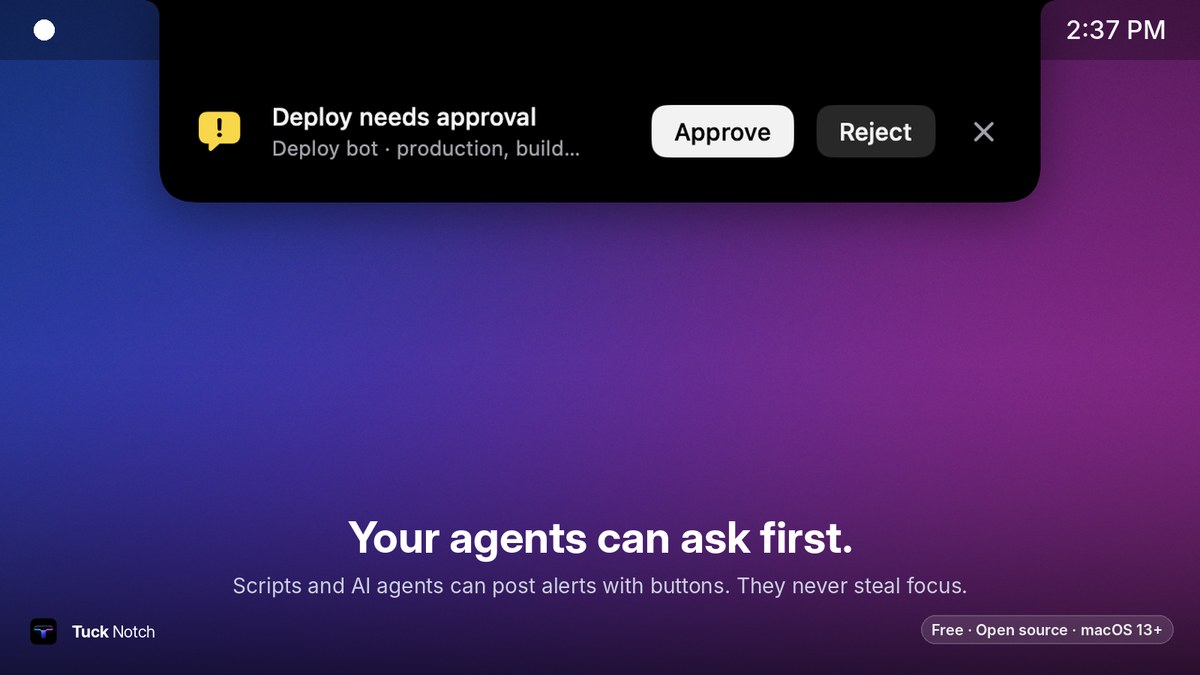 2:37 PM
Deploy needs approval
Deploy bot · production, build...
Approve
Reject
Your agents can ask first.
Scripts and AI agents can post alerts with buttons. They never steal focus.
Tuck Notch
Free · Open source · macOS 13+